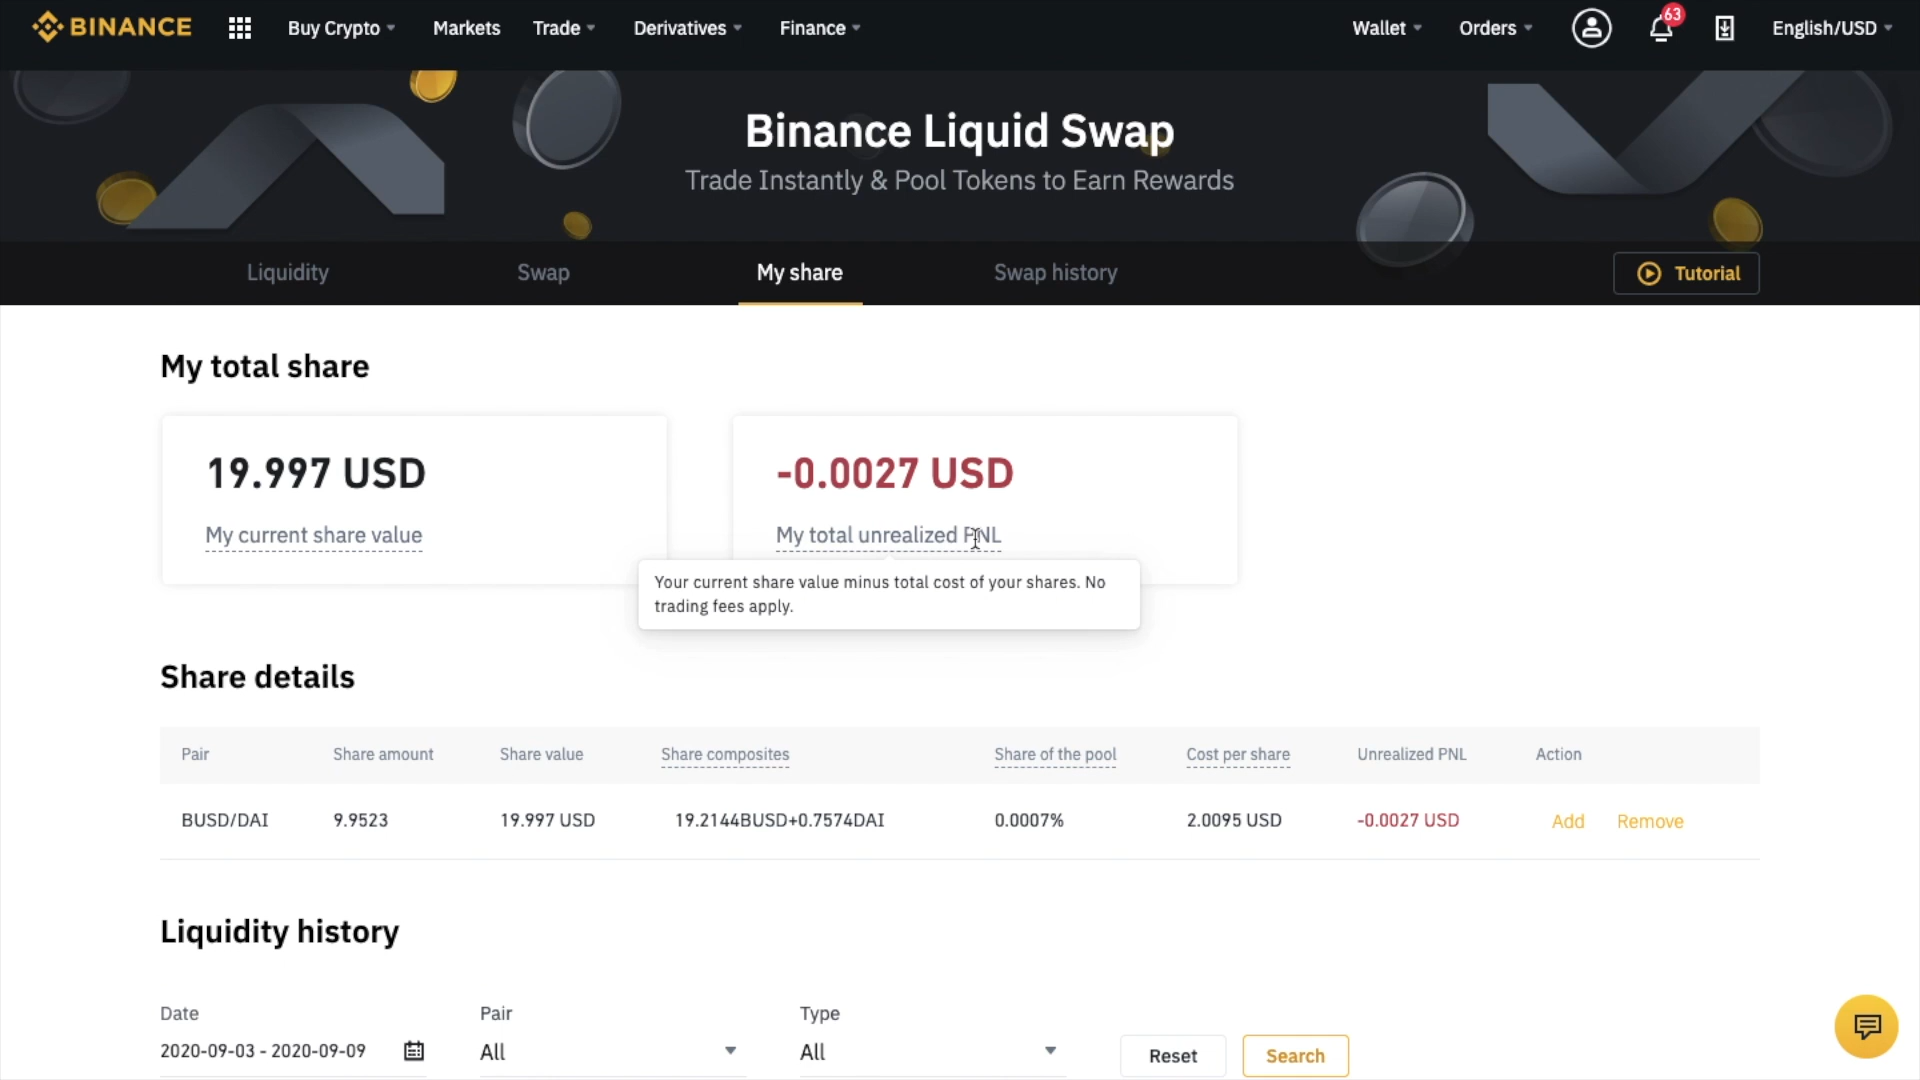 BINANCE Buy Crypto Markets Trade Derivatives Finance Wallet Orders 63 English/USD
Binance Liquid Swap
Trade Instantly & Pool Tokens to Earn Rewards
Liquidity Swap My share Swap history Tutorial
My total share
19.997 USD -0.0027 USD
My current share value My total unrealized PNL
Your current share value minus total cost of your shares. No
trading fees apply.
Share details
Pair Share amount Share value Share composites Share of the pool Cost per share Unrealized PNL Action
BUSD/DAI 9.9523 19.997 USD 19.2144BUSD+0.7574DAI 0.0007% 2.0095 USD -0.0027 USD Add Remove
Liquidity history
Date Pair Type
2020-09-03 - 2020-09-09 All All Reset Search